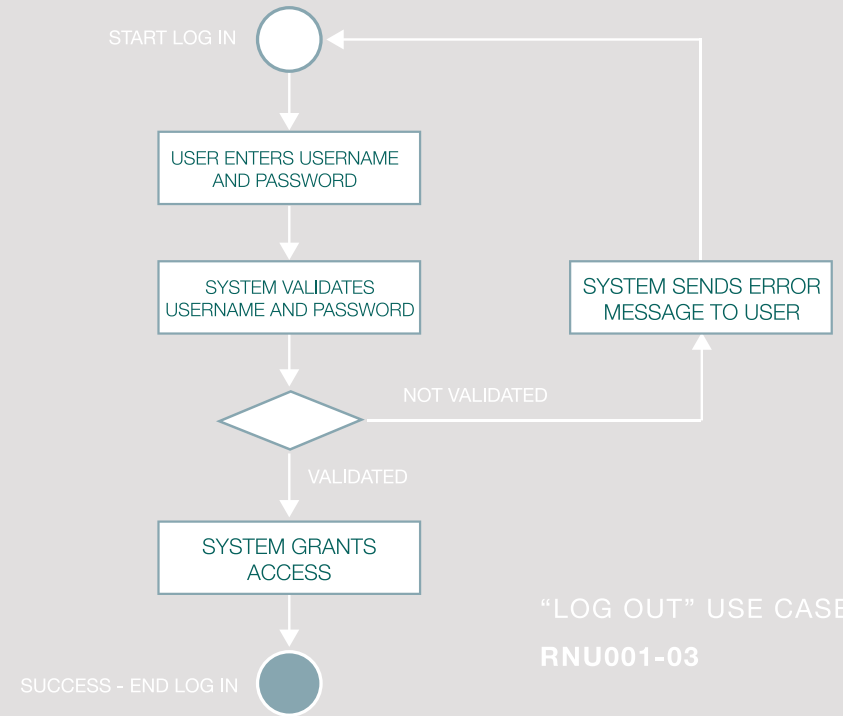 START LOG IN
USER ENTERS USERNAME
AND PASSWORD
SYSTEM VALIDATES
USERNAME AND PASSWORD
SYSTEM SENDS ERROR
MESSAGE TO USER
NOT VALIDATED
VALIDATED
SYSTEM GRANTS
ACCESS
“LOG OUT” USE CASE
RNU001-03
SUCCESS - END LOG IN